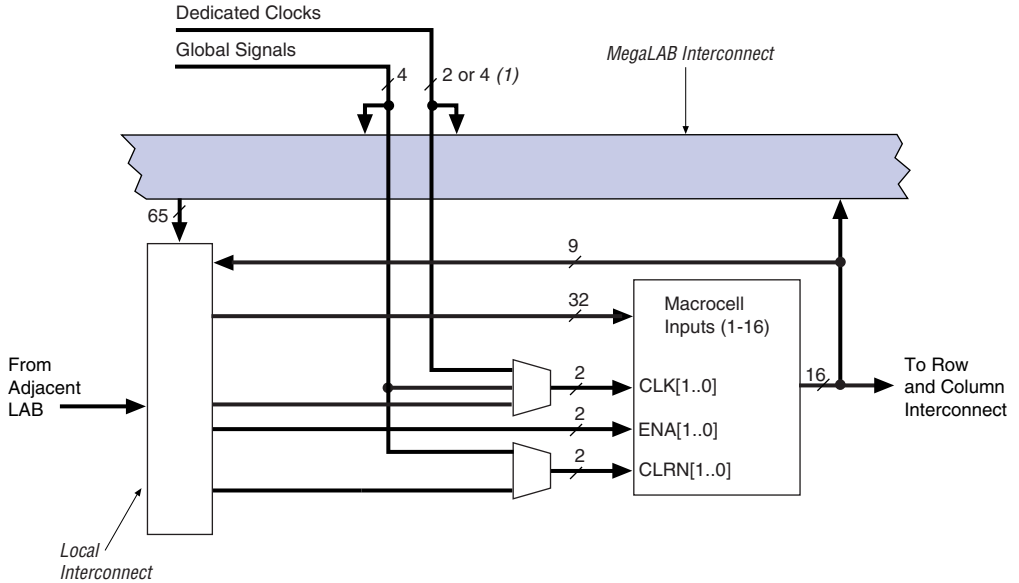 Dedicated Clocks
Global Signals
MegaLAB Interconnect
4
2 or 4 (1)
65
9
32
Macrocell
Inputs (1-16)
From
Adjacent
LAB
2
CLK[1..0]
16
To Row
and Column
Interconnect
2
ENA[1..0]
2
CLRN[1..0]
Local
Interconnect